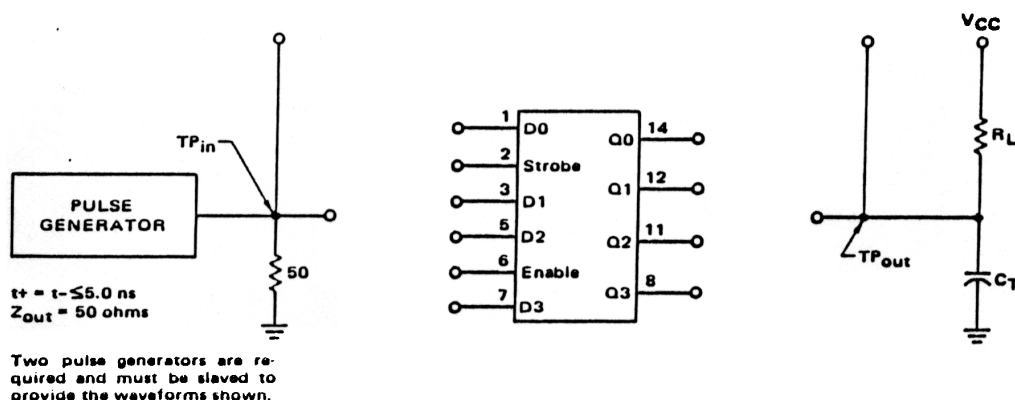 TPin
PULSE
GENERATOR
50
t+ = t-≤5.0 ns
Zout = 50 ohms
Two pulse generators are re-
quired and must be slaved to
provide the waveforms shown.
1 D0
2 Strobe
3 D1
5 D2
6 Enable
7 D3
Q0 14
Q1 12
Q2 11
Q3 8
VCC
RL
TPout
CT